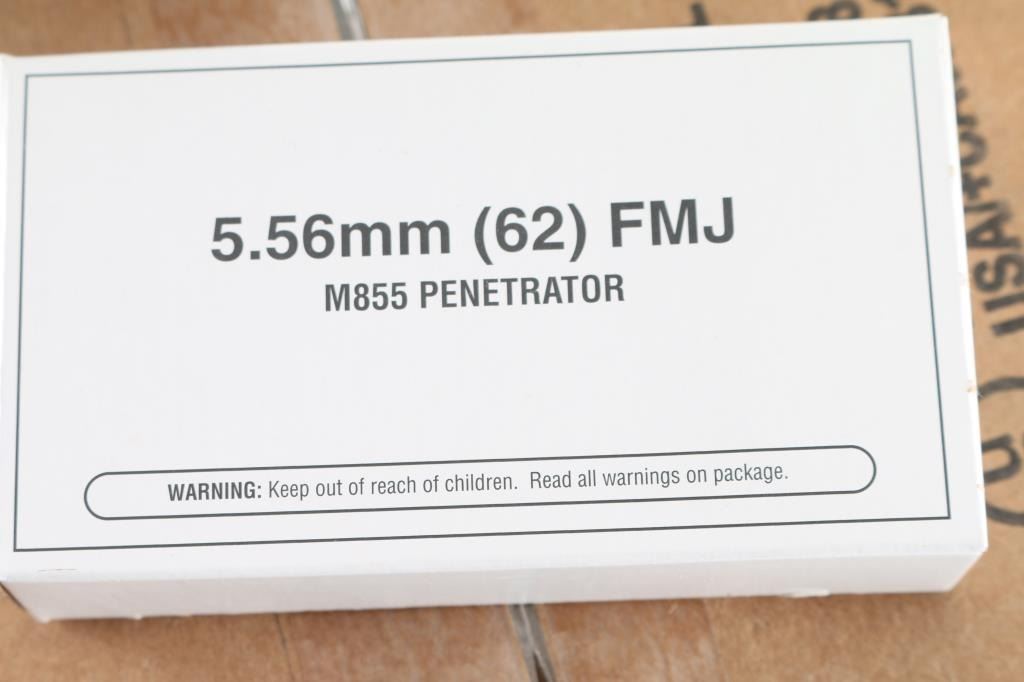 5.56mm (62) FMJ
M855 PENETRATOR
WARNING: Keep out of reach of children. Read all warnings on package.